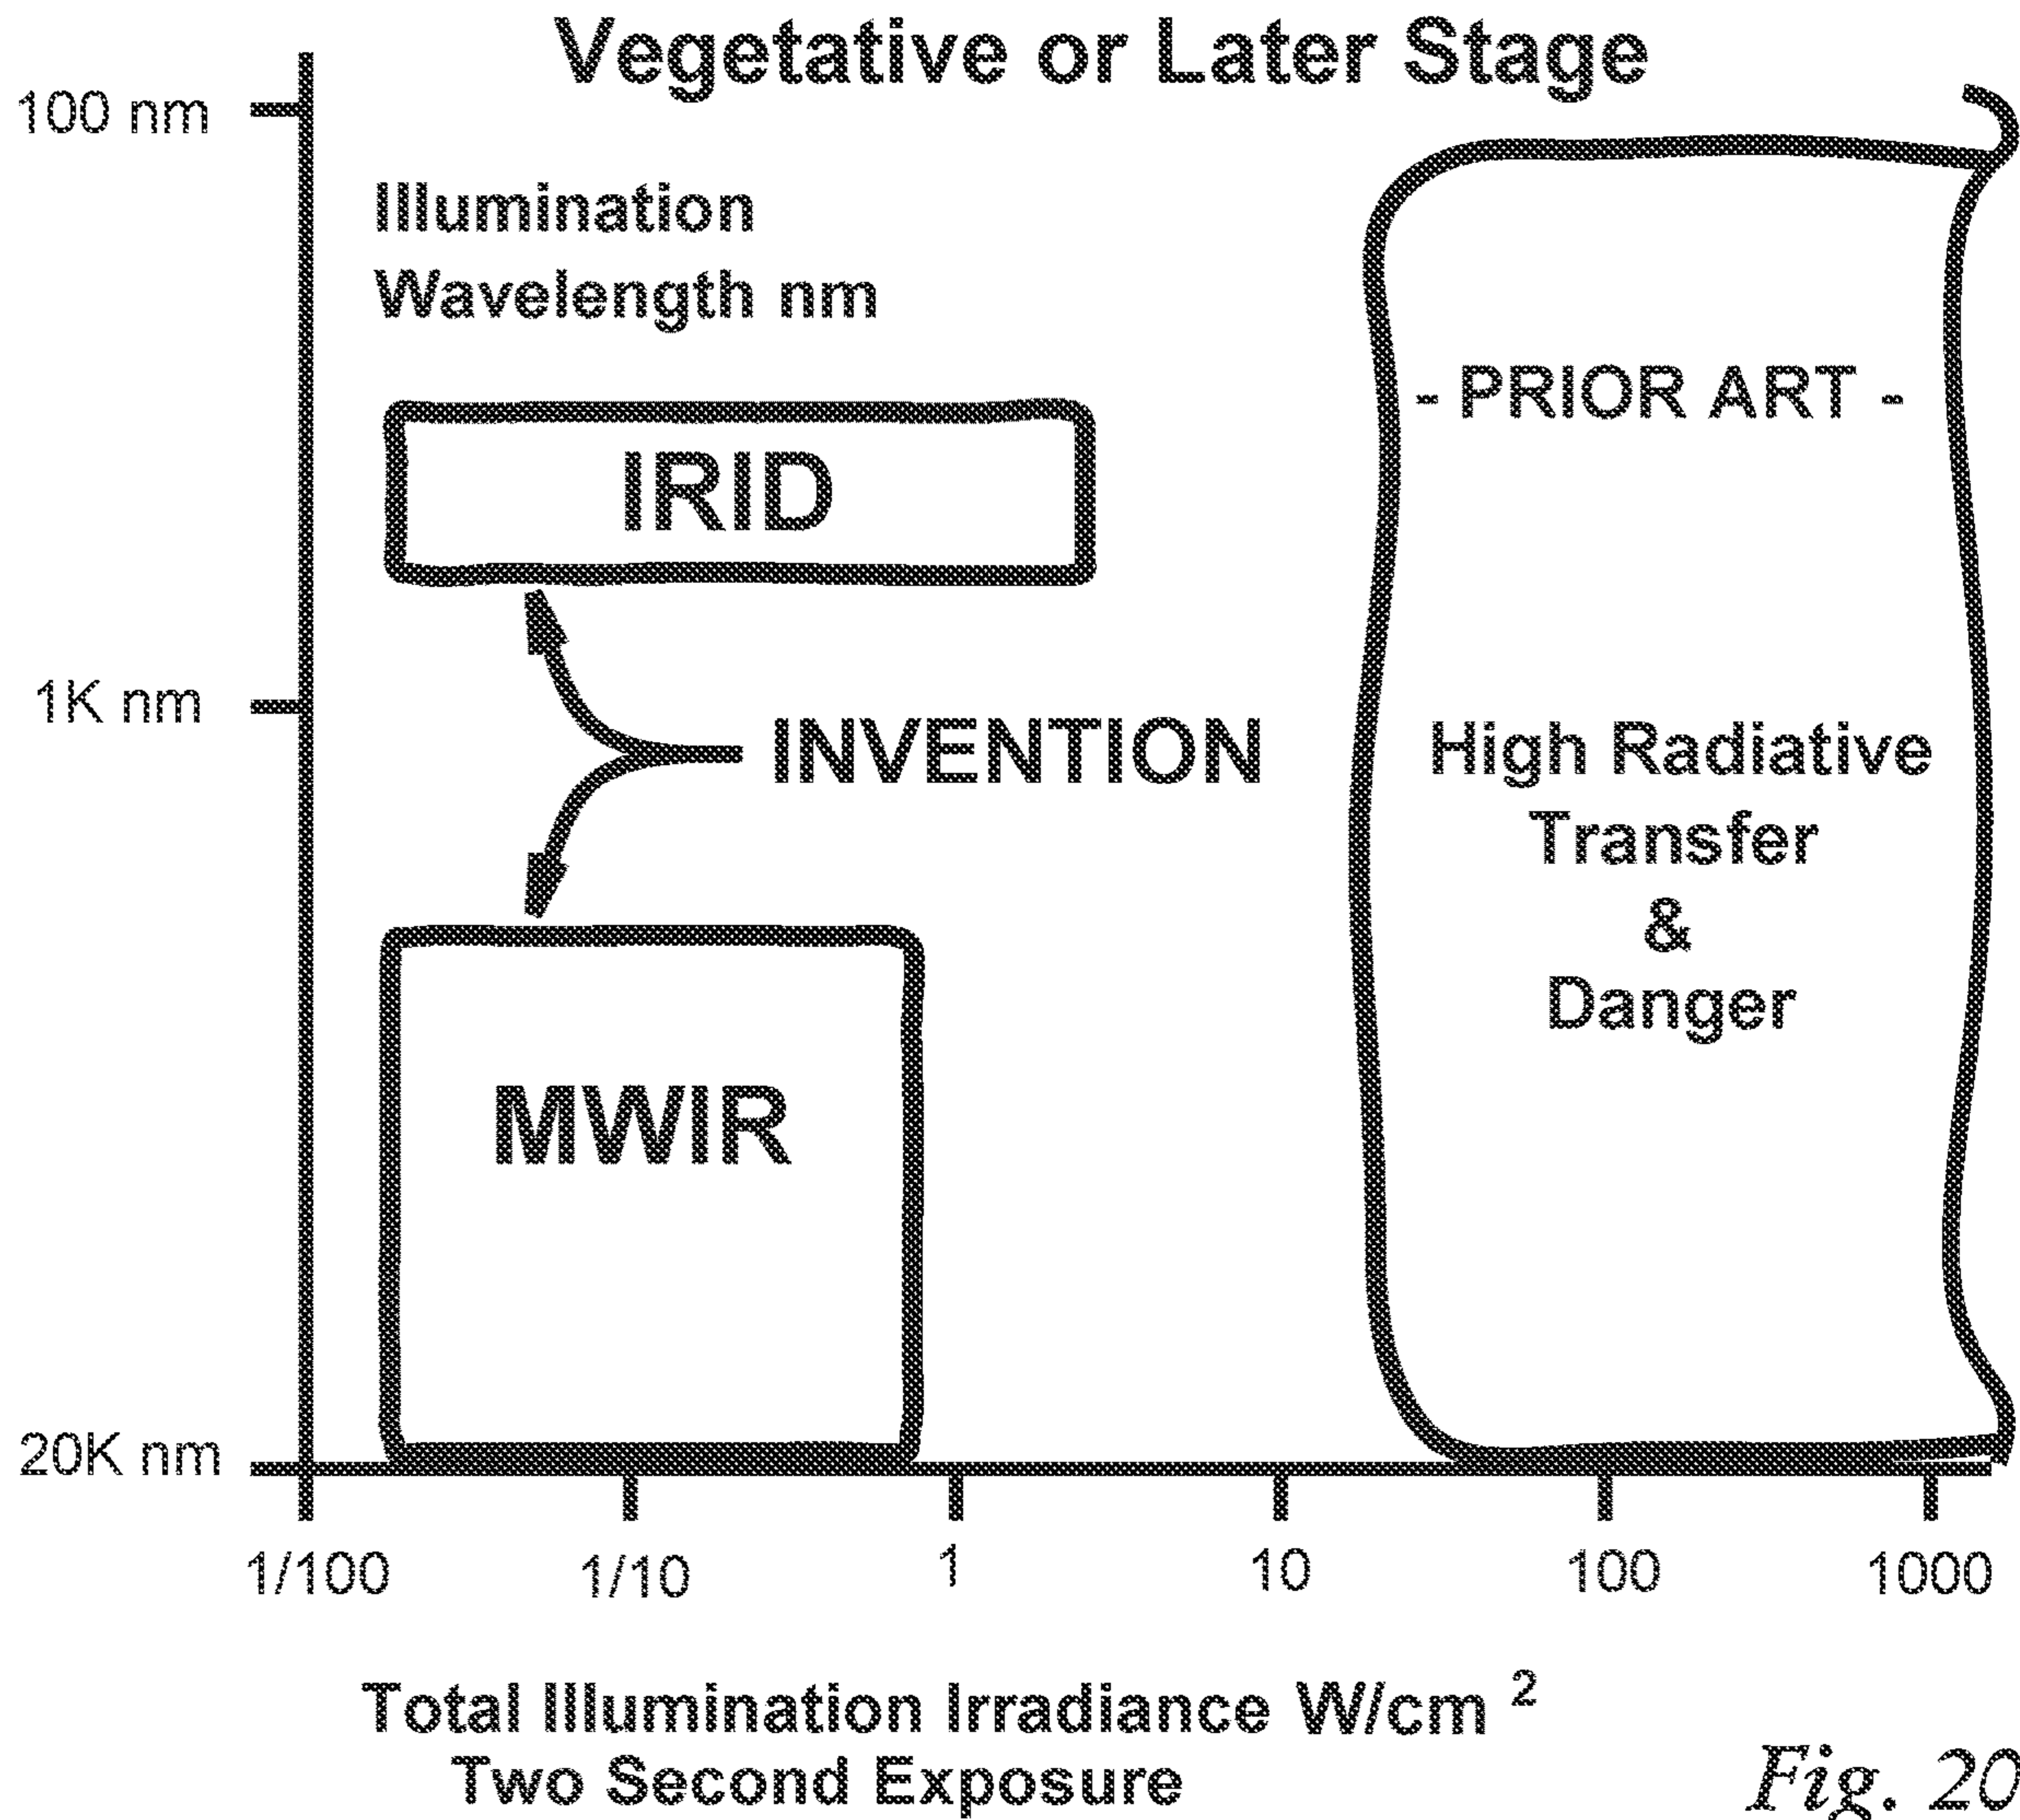 Vegetative or Later Stage
100 nm
Illumination
Wavelength nm
- PRIOR ART -
IRID
1K nm
INVENTION
High Radiative
Transfer
&
Danger
MWIR
20K nm
1/100 1/10 1 10 100 1000
Total Illumination Irradiance W/cm ²
Two Second Exposure
Fig. 20